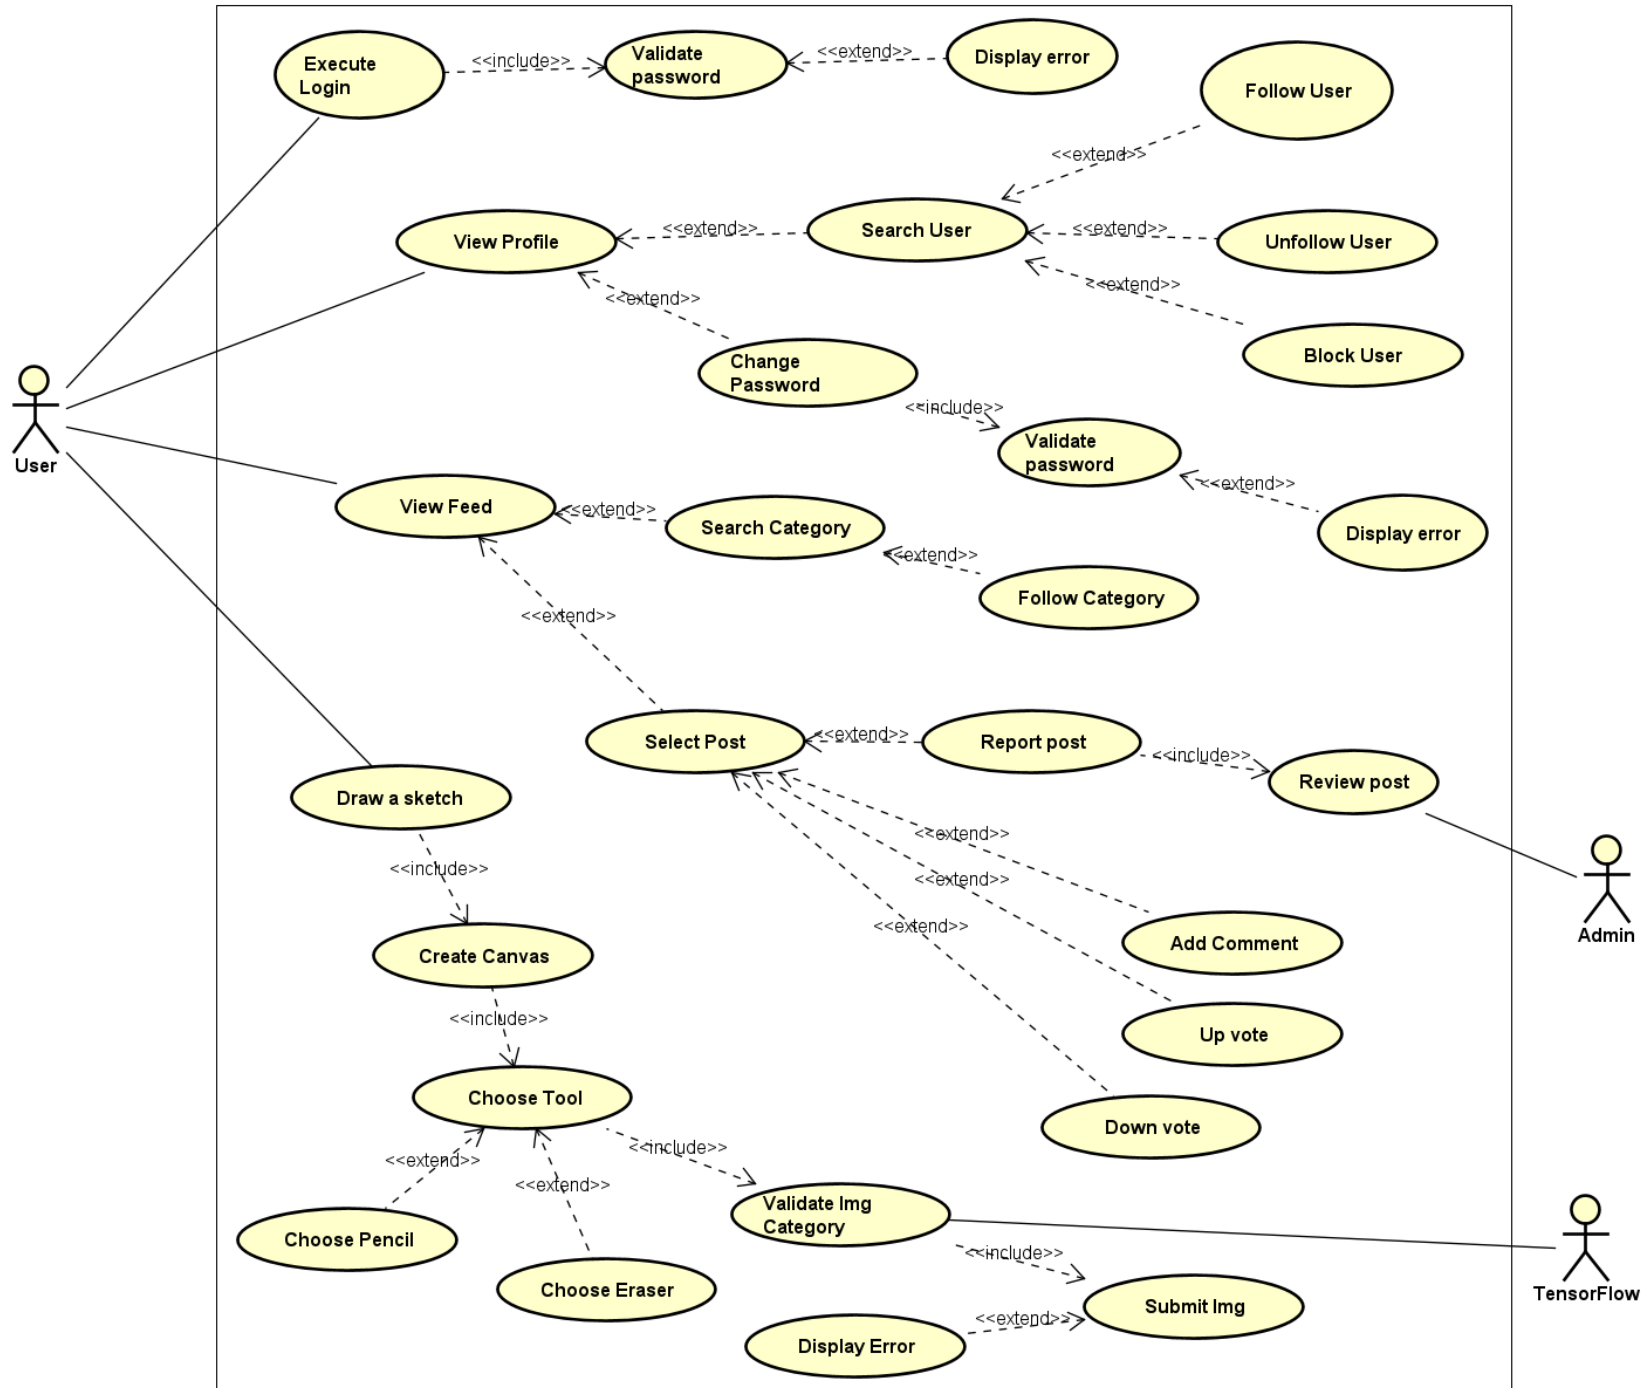 Execute
Login
<<include>>
Validate
password
<<extend>>
Display error
Follow User
<<extend>>
View Profile
<<extend>>
Search User
<<extend>>
Unfollow User
<<extend>>
<<extend>>
Block User
Change
Password
<<include>>
Validate
password
<<extend>>
Display error
User
View Feed
<<extend>>
Search Category
<<extend>>
Follow Category
<<extend>>
Select Post
<<extend>>
Report post
<<include>>
Review post
Admin
Draw a sketch
<<include>>
<<extend>>
<<extend>>
<<extend>>
Add Comment
Up vote
Down vote
Create Canvas
<<include>>
Choose Tool
<<extend>>
<<extend>>
<<include>>
Choose Pencil
Choose Eraser
Validate Img
Category
<<include>>
TensorFlow
Submit Img
<<extend>>
Display Error